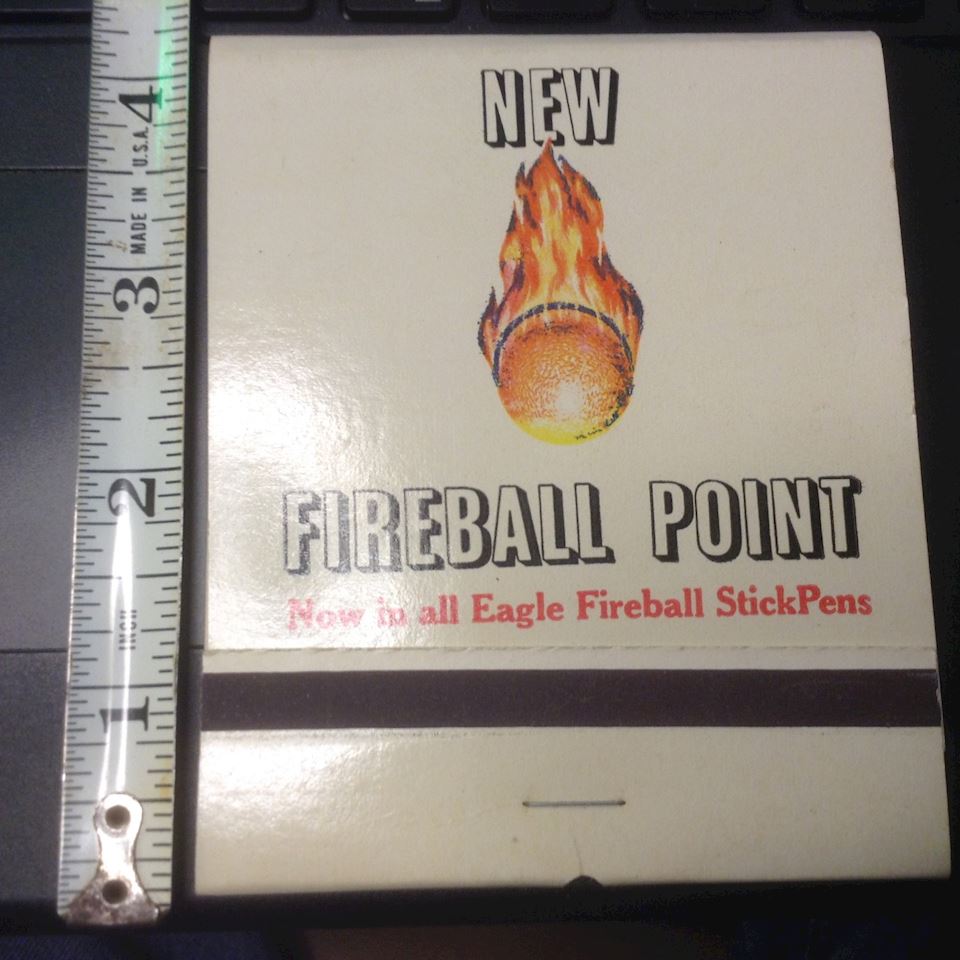 NEW
FIREBALL POINT
Now in all Eagle Fireball StickPens
4
MADE IN U.S.A.
3
2
INCH
1